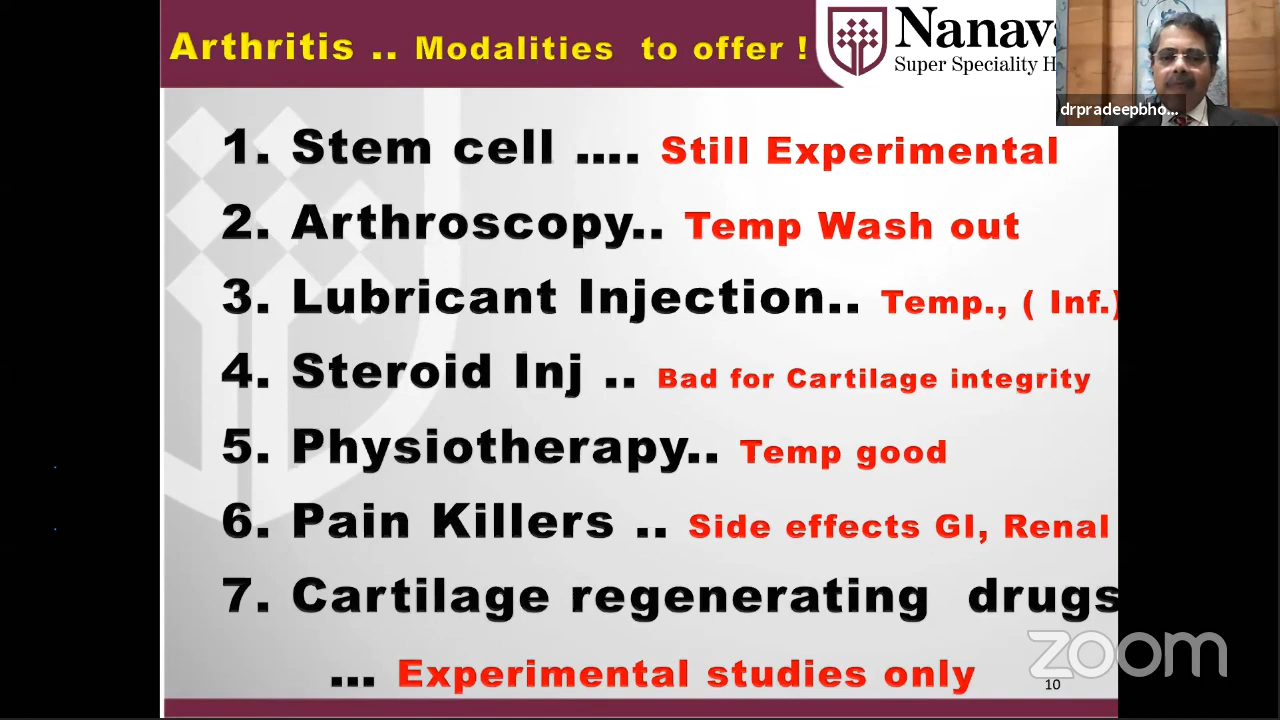 Arthritis .. Modalities to offer !
Nanava
Super Speciality H
drpradeepbho...
1. Stem cell .... Still Experimental
2. Arthroscopy.. Temp Wash out
3. Lubricant Injection.. Temp., ( Inf.)
4. Steroid Inj .. Bad for Cartilage integrity
5. Physiotherapy.. Temp good
6. Pain Killers .. Side effects GI, Renal
7. Cartilage regenerating drugs
... Experimental studies only
zoom
10